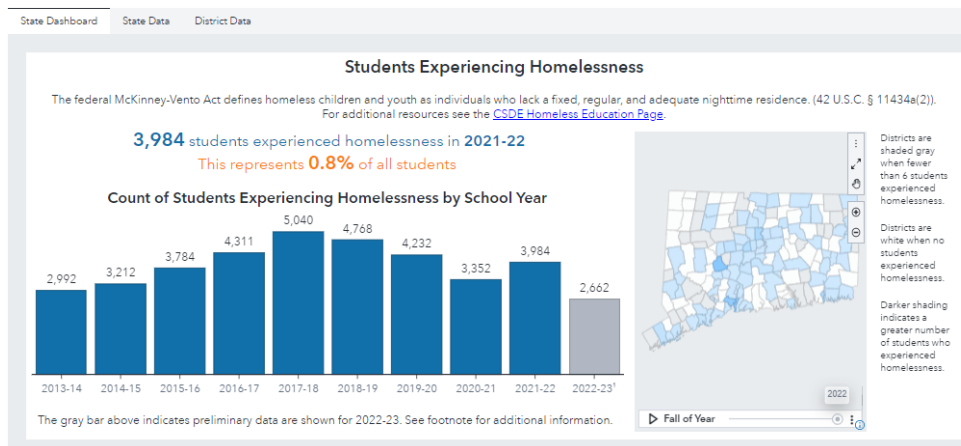 State Dashboard
State Data
District Data
Students Experiencing Homelessness
The federal McKinney-Vento Act defines homeless children and youth as individuals who lack a fixed, regular, and adequate nighttime residence. (42 U.S.C. § 11434a(2)).
For additional resources see the CSDE Homeless Education Page.
3,984 students experienced homelessness in 2021-22
This represents 0.8% of all students
Count of Students Experiencing Homelessness by School Year
2,992
3,212
3,784
4,311
5,040
4,768
4,232
3,352
3,984
2,662
2013-14
2014-15
2015-16
2016-17
2017-18
2018-19
2019-20
2020-21
2021-22
2022-23
The gray bar above indicates preliminary data are shown for 2022-23. See footnote for additional information.
2022
Fall of Year
Districts are
shaded gray
when fewer
than 6 students
experienced
homelessness.
Districts are
white when no
students
experienced
homelessness.
Darker shading
indicates a
greater number
of students who
experienced
homelessness.